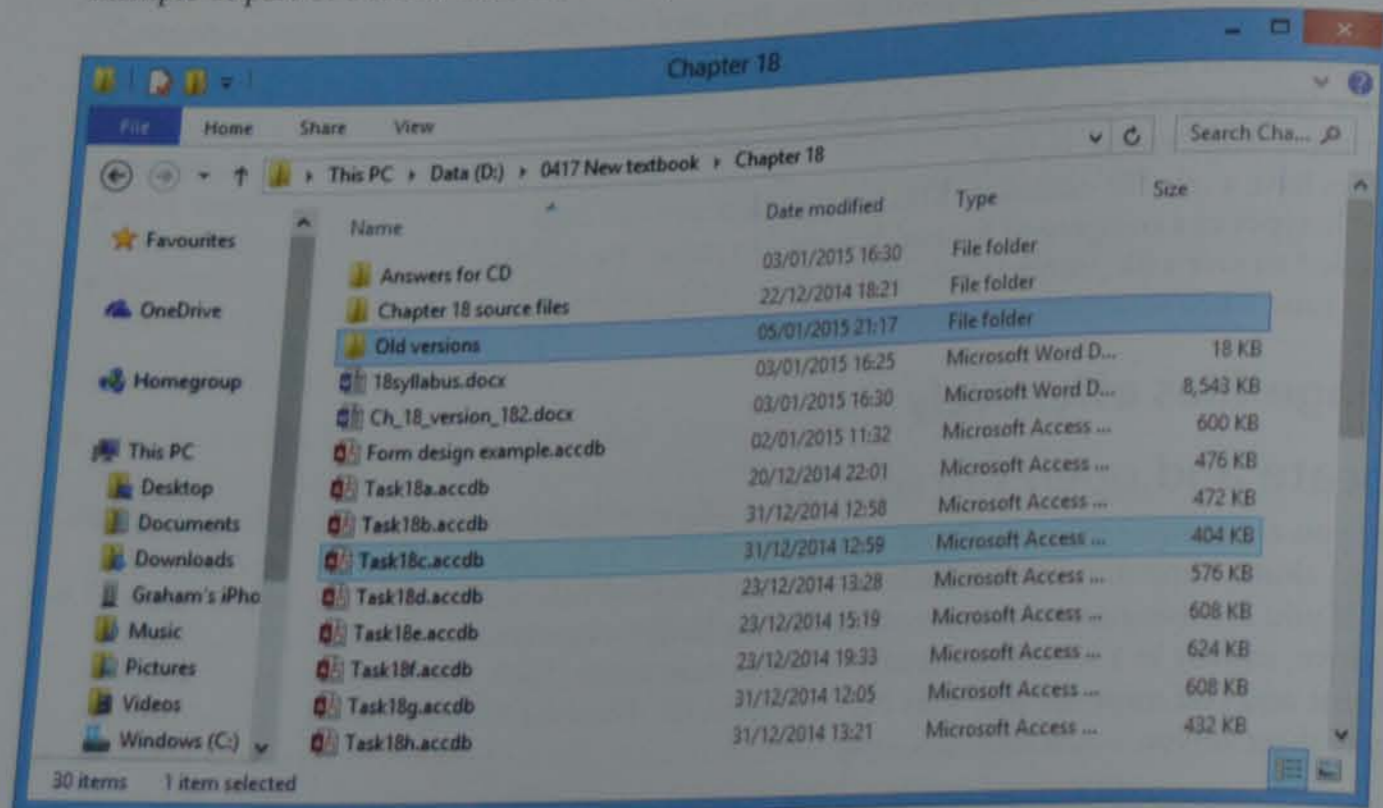 Chapter 18
File Home Share View
This PC Data (D:) 0417 New textbook Chapter 18 Search Cha...
Name Date modified Type Size
Favourites
OneDrive
Homegroup
This PC
Desktop
Documents
Downloads
Graham's iPho
Music
Pictures
Videos
Windows (C:)
Answers for CD 03/01/2015 16:30 File folder
Chapter 18 source files 22/12/2014 18:21 File folder
Old versions 05/01/2015 21:17 File folder
18syllabus.docx 03/01/2015 16:25 Microsoft Word D... 18 KB
Ch_18_version_182.docx 03/01/2015 16:30 Microsoft Word D... 8,543 KB
Form design example.accdb 02/01/2015 11:32 Microsoft Access ... 600 KB
Task18a.accdb 20/12/2014 22:01 Microsoft Access ... 476 KB
Task18b.accdb 31/12/2014 12:58 Microsoft Access ... 472 KB
Task18c.accdb 31/12/2014 12:59 Microsoft Access ... 404 KB
Task18d.accdb 23/12/2014 13:28 Microsoft Access ... 576 KB
Task18e.accdb 23/12/2014 15:19 Microsoft Access ... 608 KB
Task18f.accdb 23/12/2014 19:33 Microsoft Access ... 624 KB
Task18g.accdb 31/12/2014 12:05 Microsoft Access ... 608 KB
Task18h.accdb 31/12/2014 13:21 Microsoft Access ... 432 KB
30 items 1 item selected